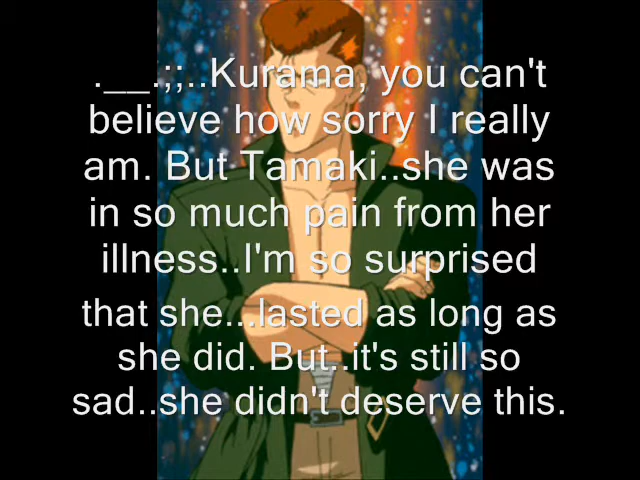 .__.;;..Kurama, you can't
believe how sorry I really
am. But Tamaki..she was
in so much pain from her
illness..I'm so surprised
that she...lasted as long as
she did. But..it's still so
sad..she didn't deserve this.